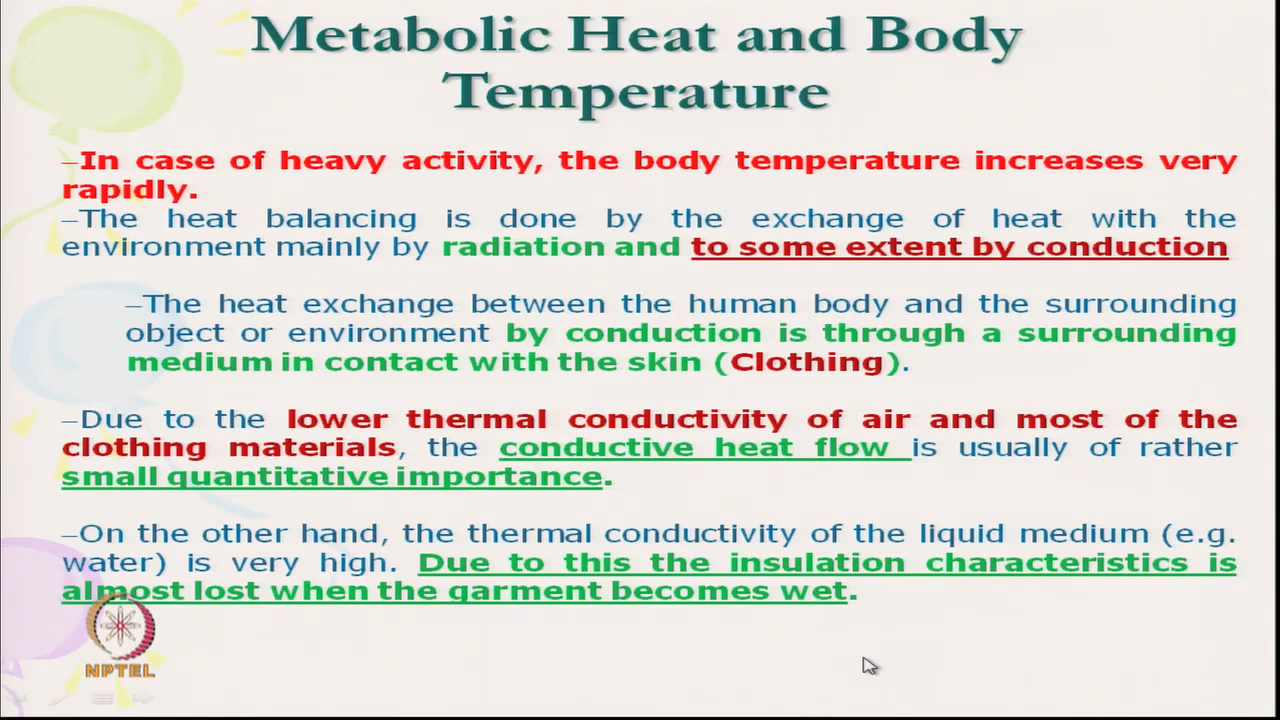 Metabolic Heat and Body
Temperature
–In case of heavy activity, the body temperature increases very
rapidly.
–The heat balancing is done by the exchange of heat with the
environment mainly by radiation and to some extent by conduction
–The heat exchange between the human body and the surrounding
object or environment by conduction is through a surrounding
medium in contact with the skin (Clothing).
–Due to the lower thermal conductivity of air and most of the
clothing materials, the conductive heat flow is usually of rather
small quantitative importance.
–On the other hand, the thermal conductivity of the liquid medium (e.g.
water) is very high. Due to this the insulation characteristics is
almost lost when the garment becomes wet.
NPTEL